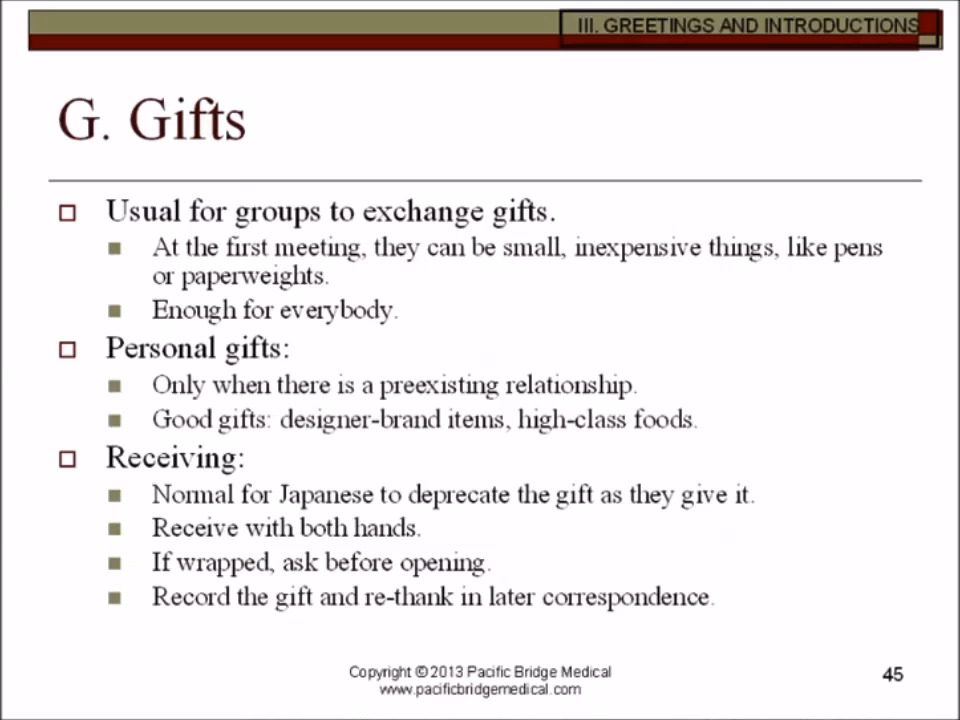 III. GREETINGS AND INTRODUCTIONS
G. Gifts
Usual for groups to exchange gifts.
At the first meeting, they can be small, inexpensive things, like pens
or paperweights.
Enough for everybody.
Personal gifts:
Only when there is a preexisting relationship.
Good gifts: designer-brand items, high-class foods.
Receiving:
Normal for Japanese to deprecate the gift as they give it.
Receive with both hands.
If wrapped, ask before opening.
Record the gift and re-thank in later correspondence.
Copyright © 2013 Pacific Bridge Medical
www.pacificbridgemedical.com
45